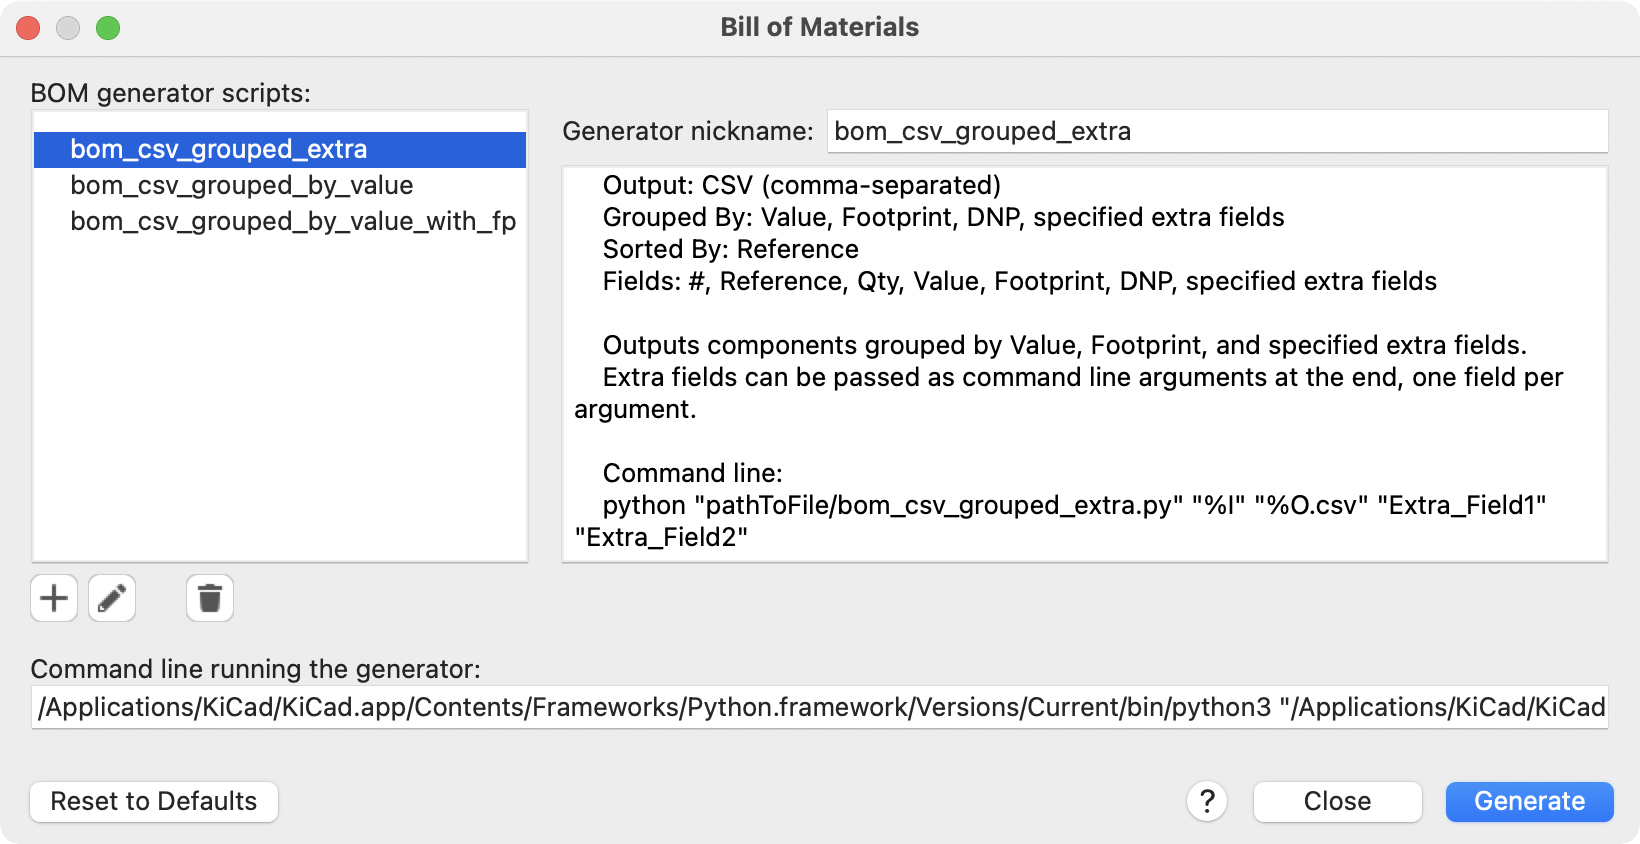 Bill of Materials
BOM generator scripts:
bom_csv_grouped_extra
bom_csv_grouped_by_value
bom_csv_grouped_by_value_with_fp
Generator nickname: bom_csv_grouped_extra
Output: CSV (comma-separated)
Grouped By: Value, Footprint, DNP, specified extra fields
Sorted By: Reference
Fields: #, Reference, Qty, Value, Footprint, DNP, specified extra fields
Outputs components grouped by Value, Footprint, and specified extra fields.
Extra fields can be passed as command line arguments at the end, one field per
argument.
Command line:
python "pathToFile/bom_csv_grouped_extra.py" "%I" "%O.csv" "Extra_Field1"
"Extra_Field2"
Command line running the generator:
/Applications/KiCad/KiCad.app/Contents/Frameworks/Python.framework/Versions/Current/bin/python3 "/Applications/KiCad/KiCad
Reset to Defaults
?
Close
Generate